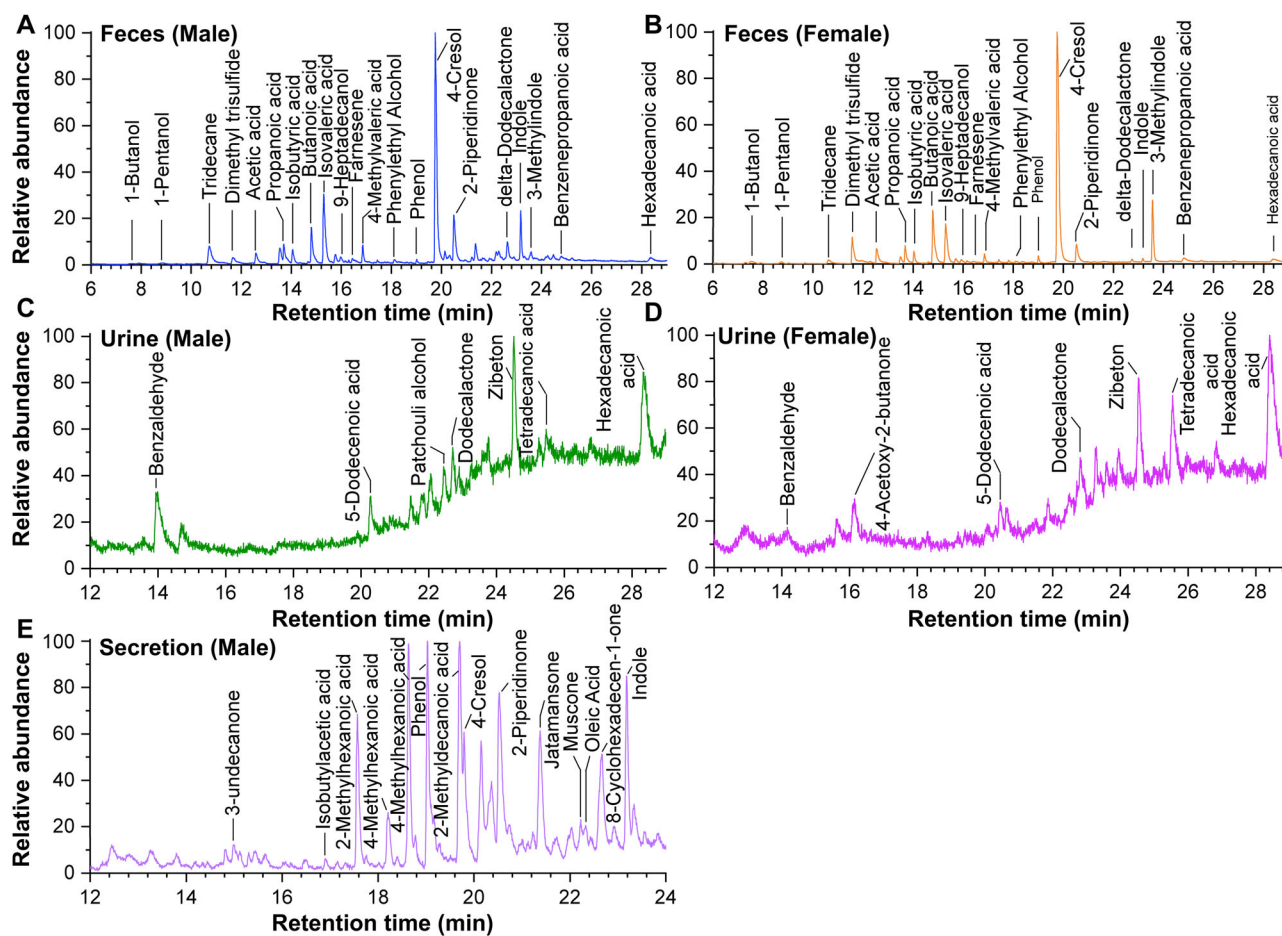 A
Feces (Male)
Relative abundance
100
80
60
40
20
0
1-Butanol
1-Pentanol
Tridecane
Dimethyl trisulfide
Acetic acid
Propanoic acid
Isobutyric acid
Butanoic acid
Isovaleric acid
9-Heptadecanol
Farnesene
4-Methylvaleric acid
Phenylethyl Alcohol
Phenol
4-Cresol
2-Piperidinone
delta-Dodecalactone
Indole
3-Methylindole
Benzenepropanoic acid
Hexadecanoic acid
6 8 10 12 14 16 18 20 22 24 26 28
Retention time (min)
B
Feces (Female)
Relative abundance
100
80
60
40
20
0
1-Butanol
1-Pentanol
Tridecane
Dimethyl trisulfide
Acetic acid
Propanoic acid
Isobutyric acid
Butanoic acid
Isovaleric acid
9-Heptadecanol
Farnesene
4-Methylvaleric acid
Phenylethyl Alcohol
Phenol
4-Cresol
2-Piperidinone
delta-Dodecalactone
Indole
3-Methylindole
Benzenepropanoic acid
Hexadecanoic acid
6 8 10 12 14 16 18 20 22 24 26 28
Retention time (min)
C
Urine (Male)
Relative abundance
100
80
60
40
20
0
Benzaldehyde
5-Dodecenoic acid
Patchouli alcohol
Dodecalactone
Zibeton
Tetradecanoic acid
Hexadecanoic
acid
12 14 16 18 20 22 24 26 28
Retention time (min)
D
Urine (Female)
Relative abundance
100
80
60
40
20
0
Benzaldehyde
4-Acetoxy-2-butanone
5-Dodecenoic acid
Dodecalactone
Zibeton
Tetradecanoic
acid
Hexadecanoic
acid
12 14 16 18 20 22 24 26 28
Retention time (min)
E
Secretion (Male)
Relative abundance
100
80
60
40
20
0
3-undecanone
Isobutylacetic acid
2-Methylhexanoic acid
4-Methylhexanoic acid
4-Methylhexanoic acid
Phenol
2-Methyldecanoic acid
4-Cresol
2-Piperidinone
Jatamansone
Muscone
Oleic Acid
8-Cyclohexadecen-1-one
Indole
12 14 16 18 20 22 24
Retention time (min)